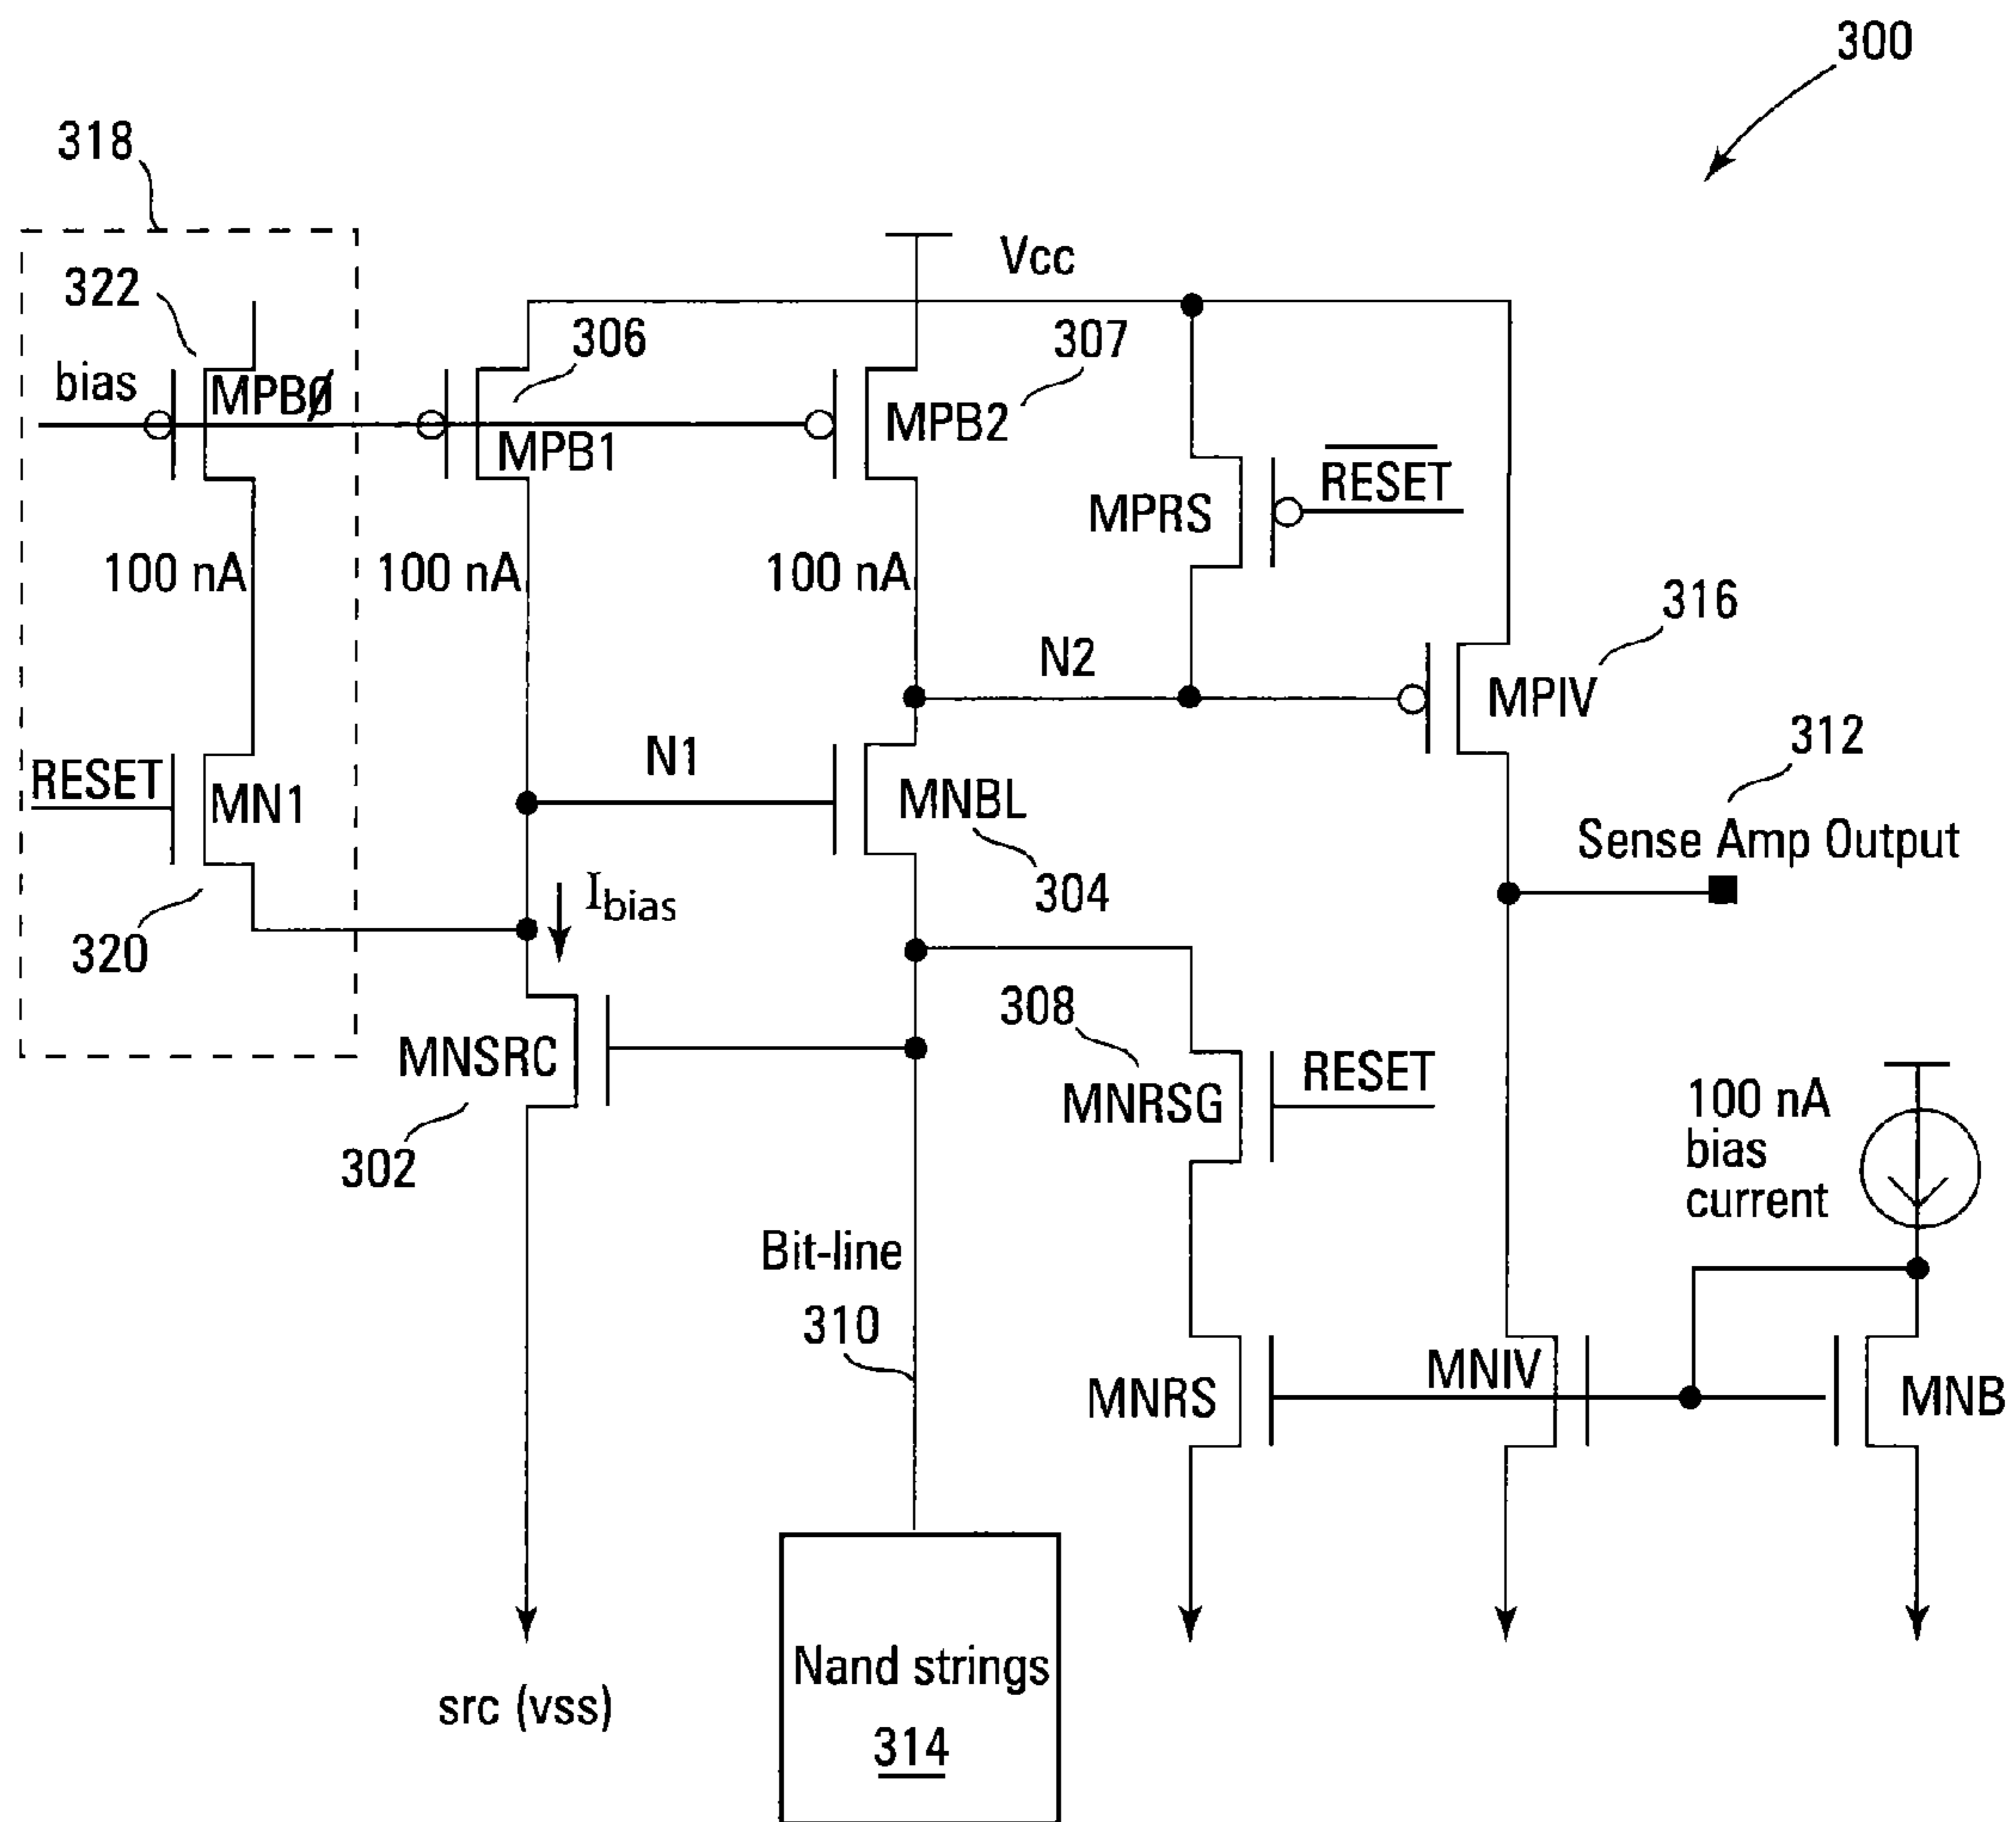 300
318
322
bias
MPBØ
306
MPB1
Vcc
307
MPB2
RESET
MPRS
100 nA
100 nA
100 nA
316
N2
MPIV
312
RESET
MN1
N1
MNBL
Sense Amp Output
304
Ibias
320
308
MNSRC
302
RESET
MNRSG
100 nA
bias
current
Bit-line
310
MNRS
MNIV
MNB
Nand strings
314
src (vss)